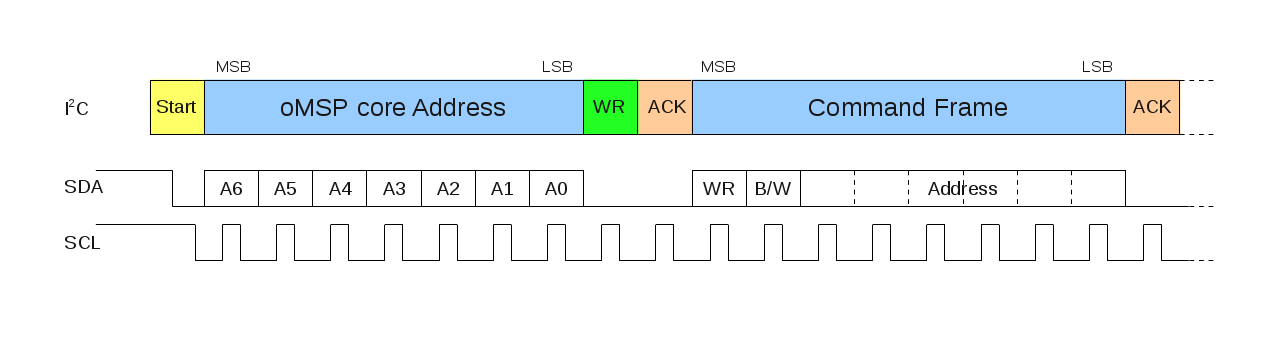 MSB LSB MSB LSB
I²C Start oMSP core Address WR ACK Command Frame ACK
SDA A6 A5 A4 A3 A2 A1 A0 WR B/W Address
SCL